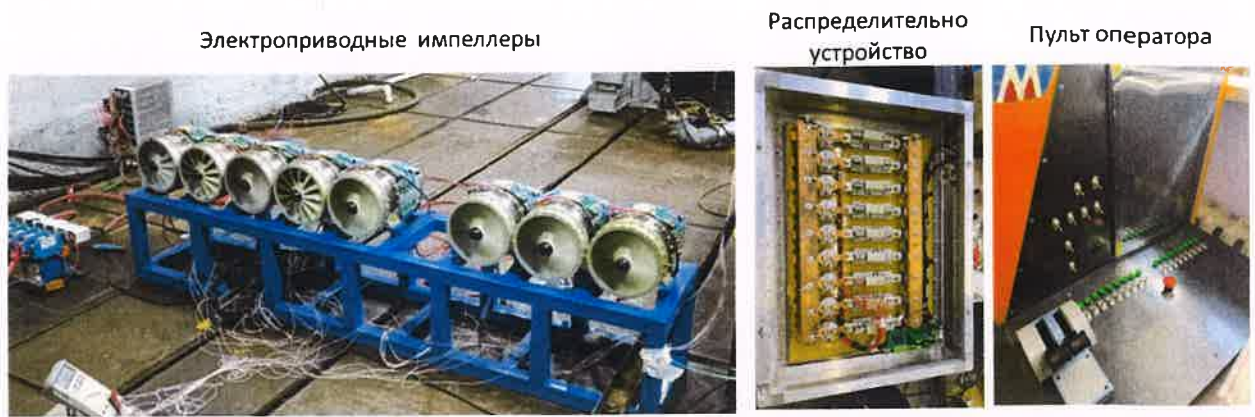 Электроприводные импеллеры
Распределительно
устройство
Пульт оператора